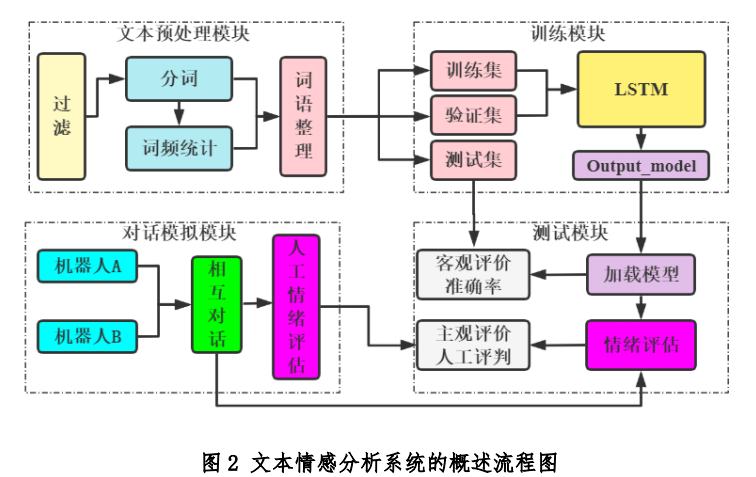 文本预处理模块
过滤
分词
词频统计
词语整理
训练模块
训练集
验证集
测试集
LSTM
Output_model
对话模拟模块
机器人A
机器人B
相互对话
人工情绪评估
测试模块
客观评价
准确率
加载模型
主观评价
人工评判
情绪评估
图 2 文本情感分析系统的概述流程图